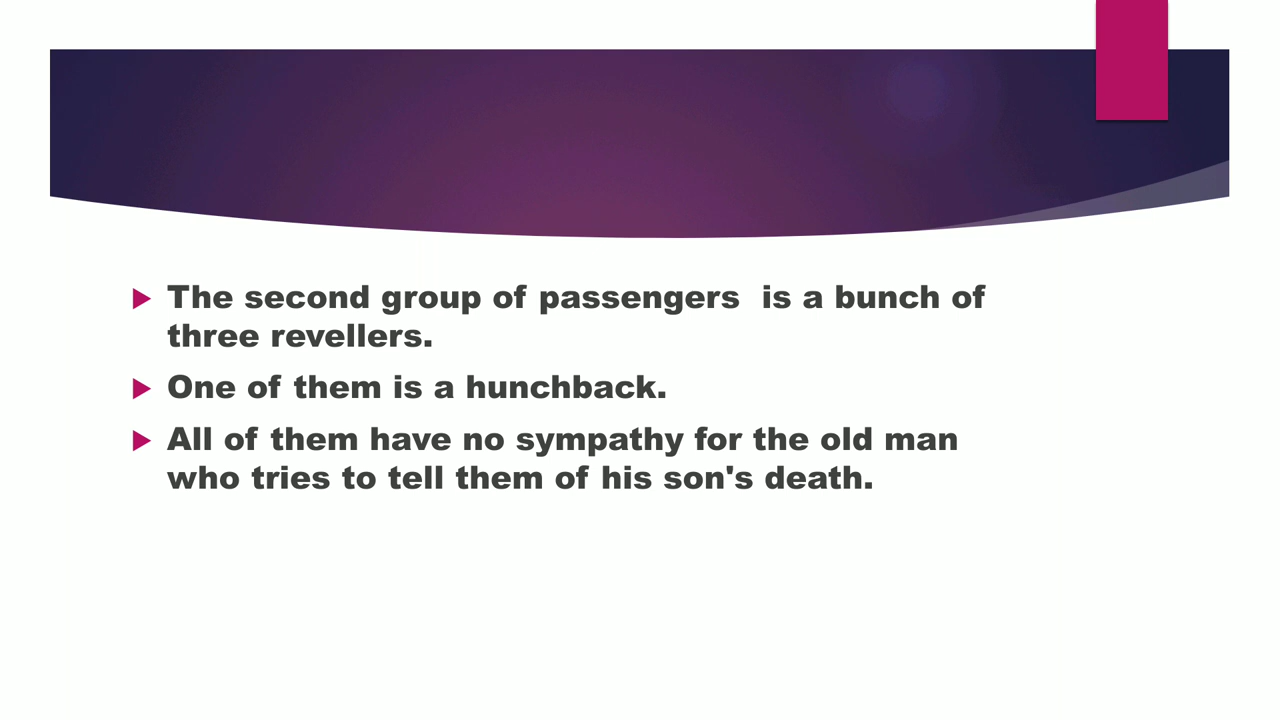 The second group of passengers  is a bunch of
three revellers.
One of them is a hunchback.
All of them have no sympathy for the old man
who tries to tell them of his son's death.